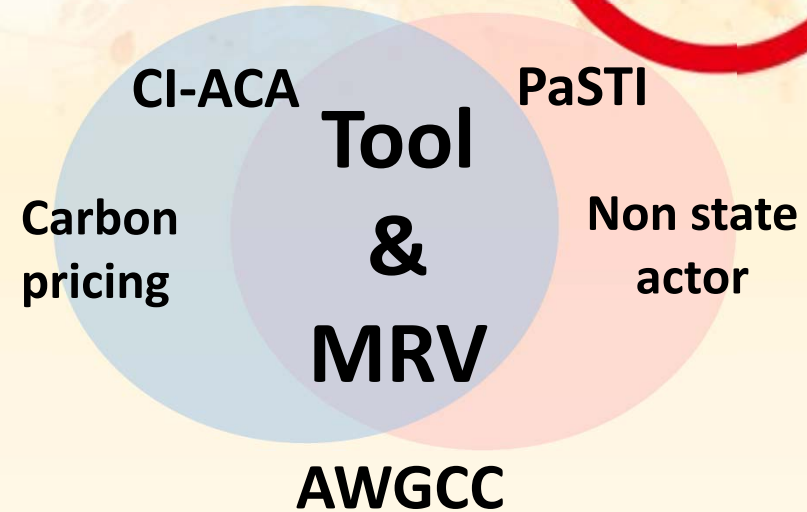 CI-ACA
PaSTI
Tool
&
MRV
Carbon
pricing
Non state
actor
AWGCC